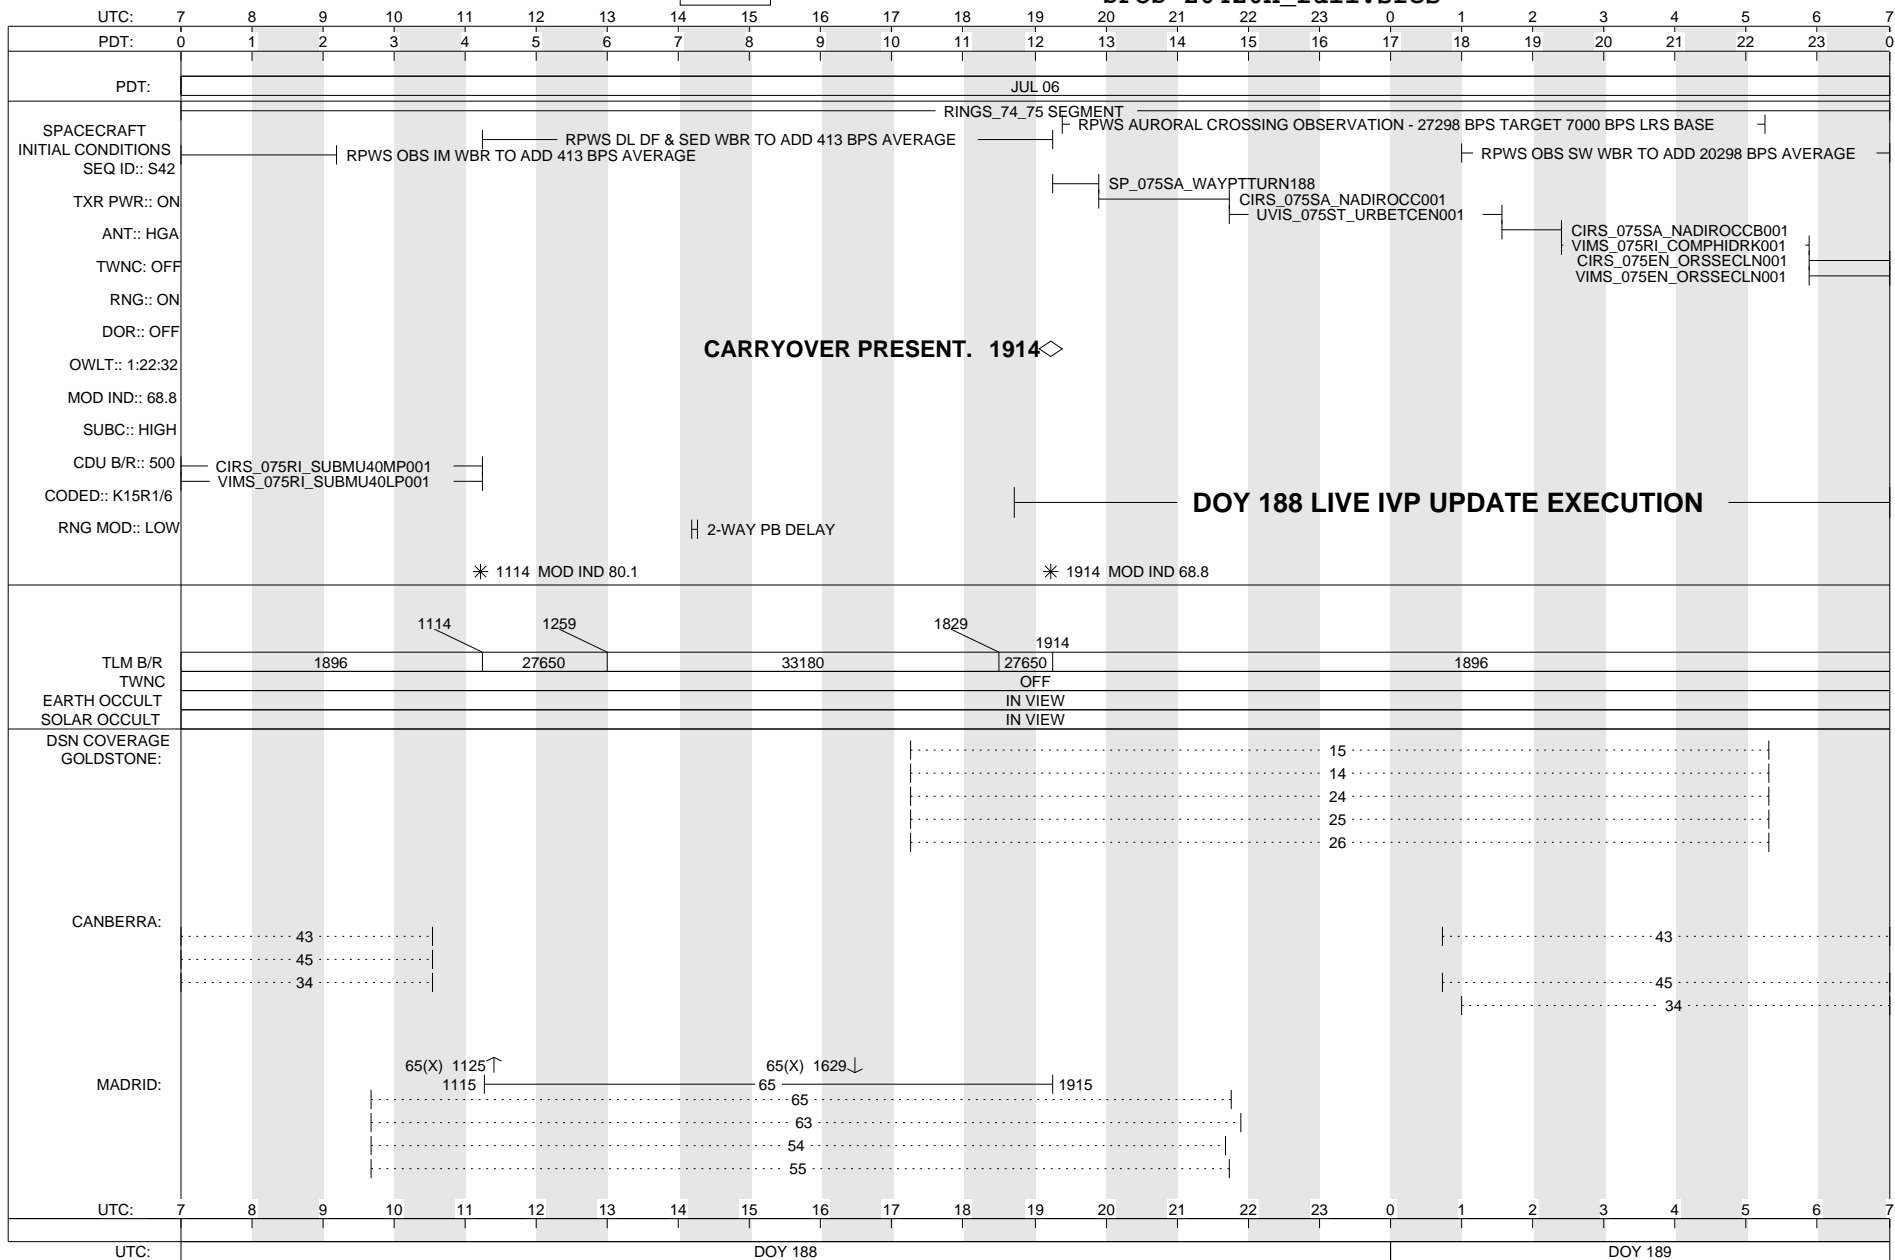 UTC: 7 8 9 10 11 12 13 14 15 16 17 18 19 20 21 22 23 0 1 2 3 4 5 6 7
PDT: 0 1 2 3 4 5 6 7 8 9 10 11 12 13 14 15 16 17 18 19 20 21 22 23 0
PDT: JUL 06
RINGS_74_75 SEGMENT
RPWS AURORAL CROSSING OBSERVATION - 27298 BPS TARGET 7000 BPS LRS BASE
SPACECRAFT
RPWS DL DF & SED WBR TO ADD 413 BPS AVERAGE
INITIAL CONDITIONS
RPWS OBS IM WBR TO ADD 413 BPS AVERAGE
RPWS OBS SW WBR TO ADD 20298 BPS AVERAGE
SEQ ID:: S42
SP_075SA_WAYPTTURN188
TXR PWR:: ON
CIRS_075SA_NADIROCC001
UVIS_075ST_URBETCEN001
ANT:: HGA
CIRS_075SA_NADIROCCB001
VIMS_075RI_COMPHIDRK001
TWNC: OFF
CIRS_075EN_ORSSECLN001
VIMS_075EN_ORSSECLN001
RNG:: ON
DOR:: OFF
CARRYOVER PRESENT. 1914
OWLT:: 1:22:32
MOD IND:: 68.8
SUBC:: HIGH
CDU B/R:: 500
CIRS_075RI_SUBMU40MP001
VIMS_075RI_SUBMU40LP001
CODED:: K15R1/6
DOY 188 LIVE IVP UPDATE EXECUTION
RNG MOD:: LOW
2-WAY PB DELAY
1114 MOD IND 80.1
1914 MOD IND 68.8
1114 1259 1829
1914
TLM B/R 1896 27650 33180 27650 1896
TWNC OFF
EARTH OCCULT IN VIEW
SOLAR OCCULT IN VIEW
DSN COVERAGE
GOLDSTONE:
15
14
24
25
26
CANBERRA:
43 43
45
34 45
34
65(X) 1125 65(X) 1629
MADRID: 1115 65 1915
65
63
54
55
UTC: 7 8 9 10 11 12 13 14 15 16 17 18 19 20 21 22 23 0 1 2 3 4 5 6 7
UTC: DOY 188 DOY 189